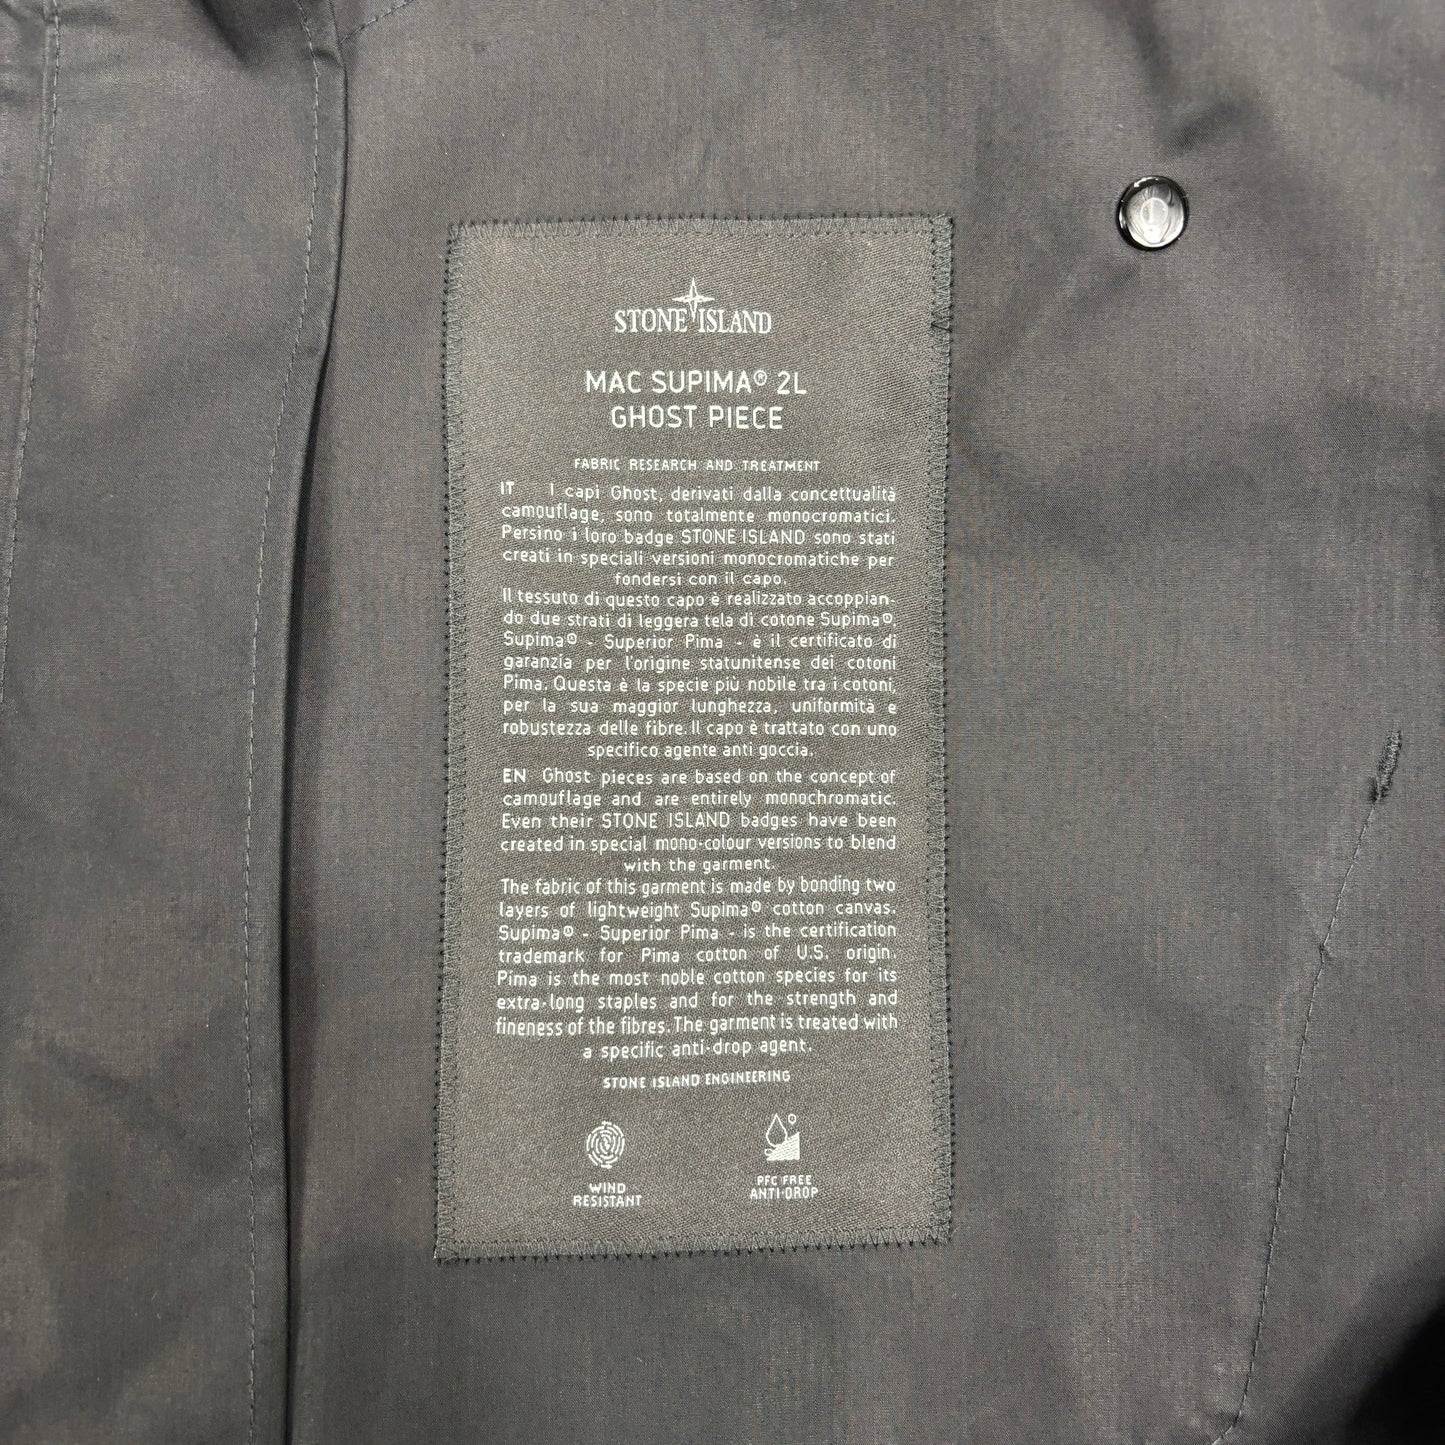 STONE ISLAND
MAC SUPIMA® 2L
GHOST PIECE
FABRIC RESEARCH AND TREATMENT
IT I capi Ghost, derivati dalla concettualità
camouflage, sono totalmente monocromatici.
Persino i loro badge STONE ISLAND sono stati
creati in speciali versioni monocromatiche per
fondersi con il capo.
Il tessuto di questo capo è realizzato accoppian-
do due strati di leggera tela di cotone Supima®.
Supima® - Superior Pima - è il certificato di
garanzia per l'origine statunitense dei cotoni
Pima. Questa è la specie più nobile tra i cotoni,
per la sua maggior lunghezza, uniformità e
robustezza delle fibre. Il capo è trattato con uno
specifico agente anti goccia.
EN Ghost pieces are based on the concept of
camouflage and are entirely monochromatic.
Even their STONE ISLAND badges have been
created in special mono-colour versions to blend
with the garment.
The fabric of this garment is made by bonding two
layers of lightweight Supima® cotton canvas.
Supima® - Superior Pima - is the certification
trademark for Pima cotton of U.S. origin.
Pima is the most noble cotton species for its
extra-long staples and for the strength and
fineness of the fibres. The garment is treated with
a specific anti-drop agent.
STONE ISLAND ENGINEERING
WIND
RESISTANT
PFC FREE
ANTI-DROP